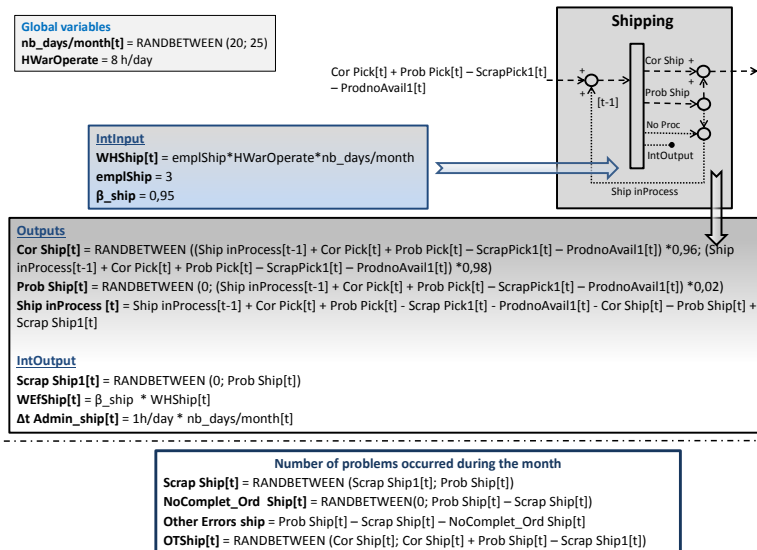 Global variables
nb_days/month[t] = RANDBETWEEN (20; 25)
HWarOperate = 8 h/day
Shipping
Cor Pick[t] + Prob Pick[t] – ScrapPick1[t]
– ProdnoAvail1[t]
+
+
[t-1]
Cor Ship
+
+
Prob Ship
No Proc
IntOutput
Ship inProcess
IntInput
WHShip[t] = emplShip*HWarOperate*nb_days/month
emplShip = 3
β_ship = 0,95
Outputs
Cor Ship[t] = RANDBETWEEN ((Ship inProcess[t-1] + Cor Pick[t] + Prob Pick[t] – ScrapPick1[t] – ProdnoAvail1[t]) *0,96; (Ship
inProcess[t-1] + Cor Pick[t] + Prob Pick[t] – ScrapPick1[t] – ProdnoAvail1[t]) *0,98)
Prob Ship[t] = RANDBETWEEN (0; (Ship inProcess[t-1] + Cor Pick[t] + Prob Pick[t] – ScrapPick1[t] – ProdnoAvail1[t]) *0,02)
Ship inProcess [t] = Ship inProcess[t-1] + Cor Pick[t] + Prob Pick[t] - Scrap Pick1[t] - ProdnoAvail1[t] - Cor Ship[t] – Prob Ship[t] +
Scrap Ship1[t]
IntOutput
Scrap Ship1[t] = RANDBETWEEN (0; Prob Ship[t])
WEfShip[t] = β_ship * WHShip[t]
Δt Admin_ship[t] = 1h/day * nb_days/month[t]
Number of problems occurred during the month
Scrap Ship[t] = RANDBETWEEN (Scrap Ship1[t]; Prob Ship[t])
NoComplet_Ord Ship[t] = RANDBETWEEN(0; Prob Ship[t] – Scrap Ship[t])
Other Errors ship = Prob Ship[t] – Scrap Ship[t] – NoComplet_Ord Ship[t]
OTShip[t] = RANDBETWEEN (Cor Ship[t]; Cor Ship[t] + Prob Ship[t] – Scrap Ship1[t])